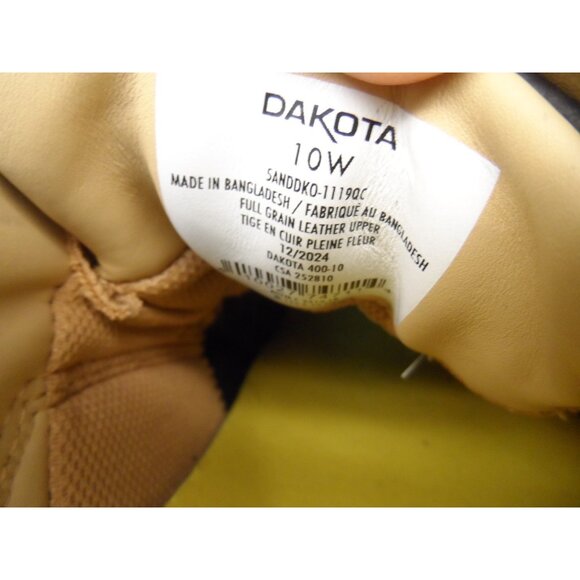 DAKOTA
10W
SANDDKO-1119QC
MADE IN BANGLADESH / FABRIQUÉ AU BANGLADESH
FULL GRAIN LEATHER UPPER
TIGE EN CUIR PLEINE FLEUR
12/2024
DAKOTA 400-10
CSA 252810